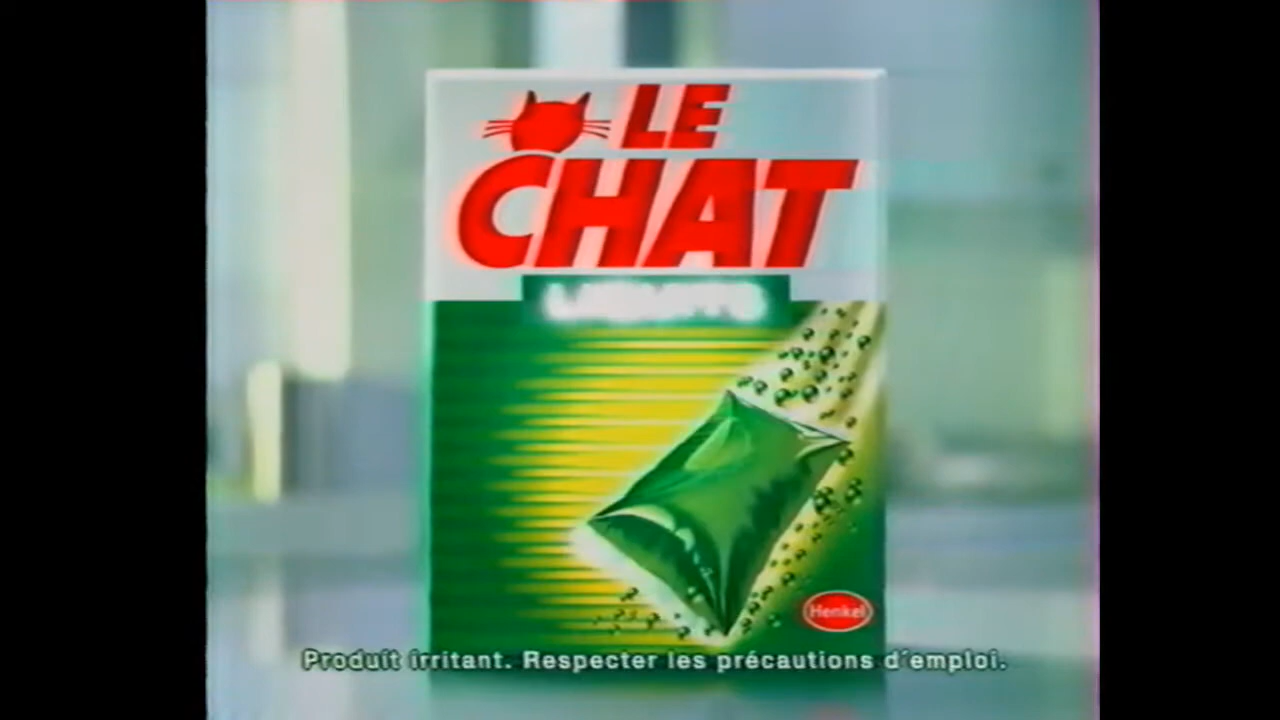 LE
CHAT
Henkel
Produit irritant. Respecter les précautions d'emploi.